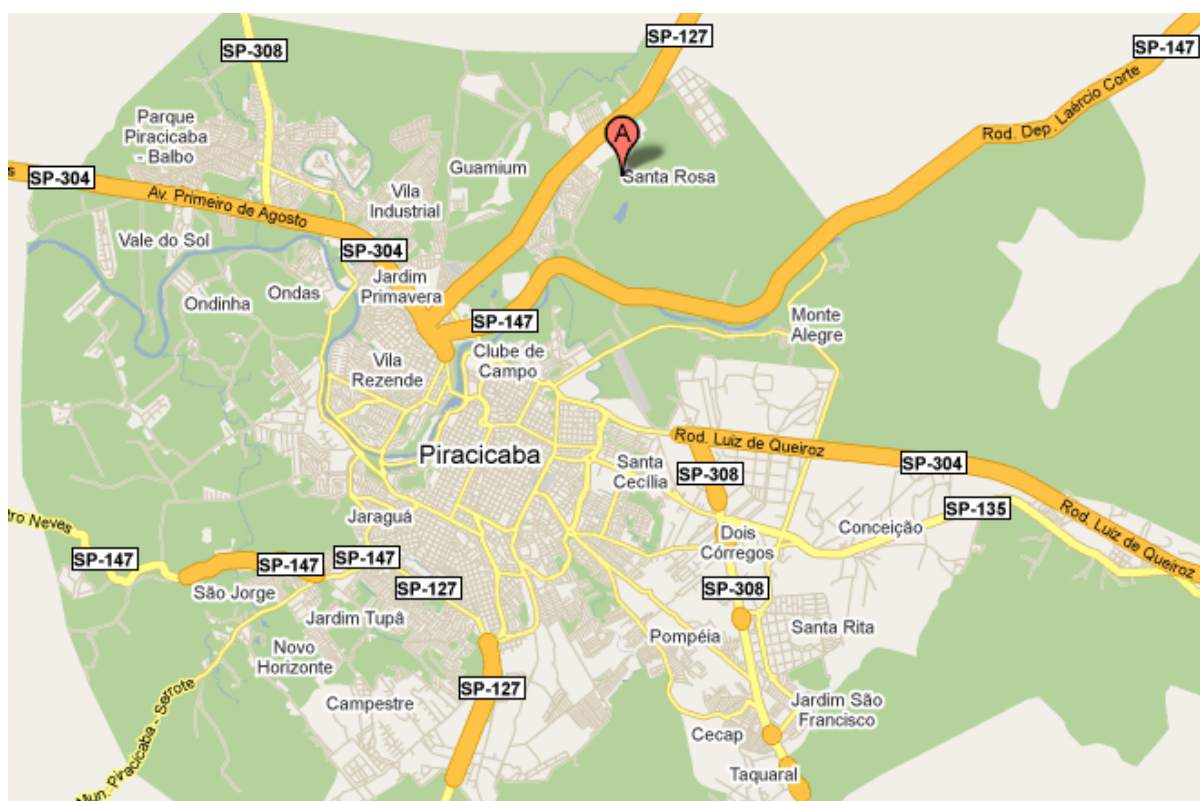 SP-127
SP-308
SP-147
Rod. Dep. Laércio Corte
Parque
Piracicaba
- Balbo
A
Guamium
Santa Rosa
SP-304
Av. Primeiro de Agosto
Vila
Industrial
Vale do Sol
SP-304
Jardim
Primavera
Ondas
Ondinha
SP-147
Monte
Alegre
Clube de
Campo
Vila
Rezende
Rod. Luiz de Queiroz
Piracicaba
SP-304
Santa
Cecília
SP-308
Rod. Luiz de Queiroz
SP-135
Jaraguá
Conceição
tro Neves
Dois
Córregos
SP-147
SP-147
SP-147
SP-127
SP-308
São Jorge
Jardim Tupã
Santa Rita
Pompéia
Novo
Horizonte
SP-127
Campestre
Jardim São
Francisco
Cecap
Mun. Piracicaba - Serrote
Taquaral